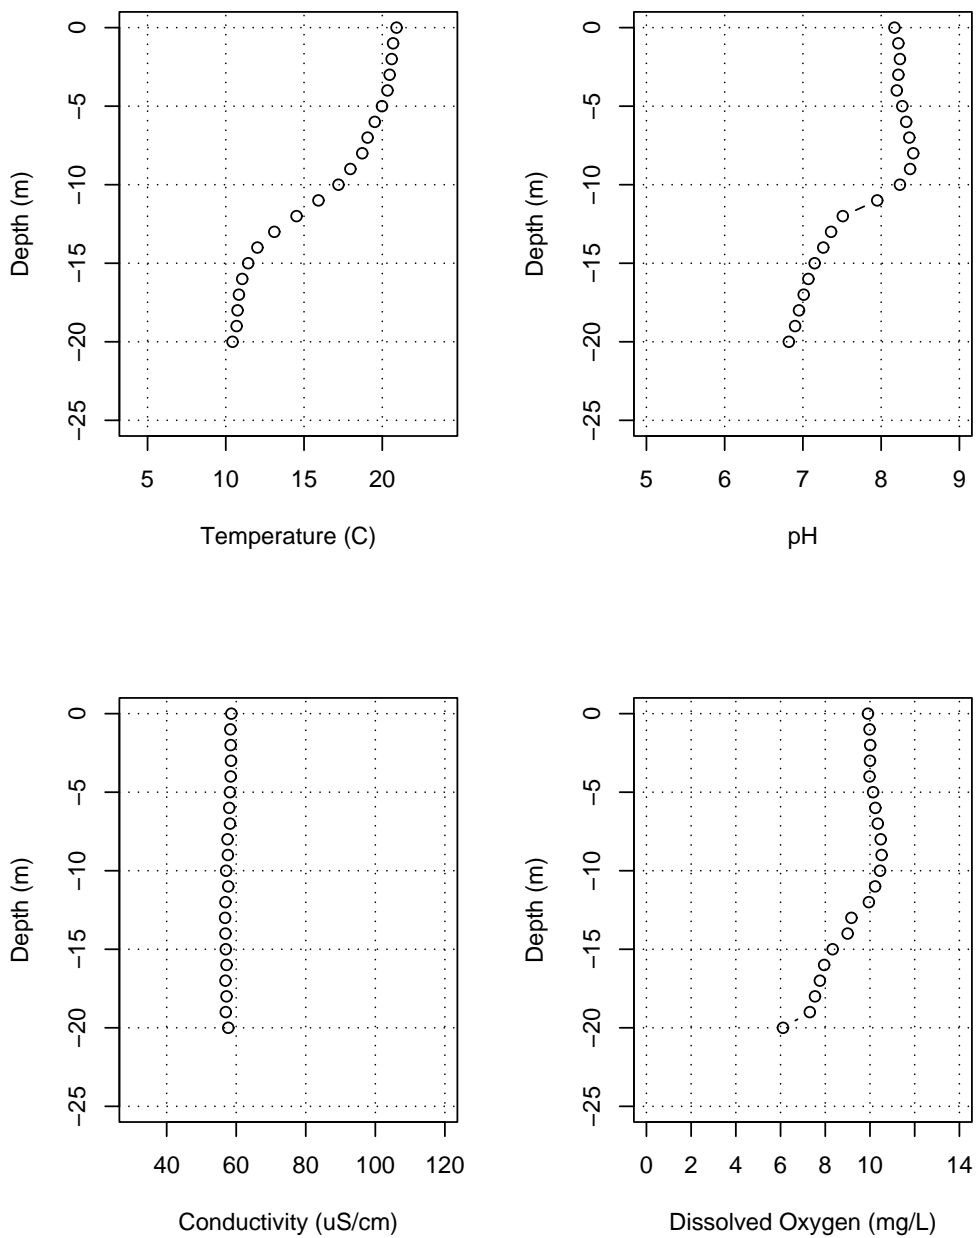 0
−5
−10
−15
−20
−25
Depth (m)
5 10 15 20
Temperature (C)
0
−5
−10
−15
−20
−25
Depth (m)
5 6 7 8 9
pH
0
−5
−10
−15
−20
−25
Depth (m)
40 60 80 100 120
Conductivity (uS/cm)
0
−5
−10
−15
−20
−25
Depth (m)
0 2 4 6 8 10 14
Dissolved Oxygen (mg/L)